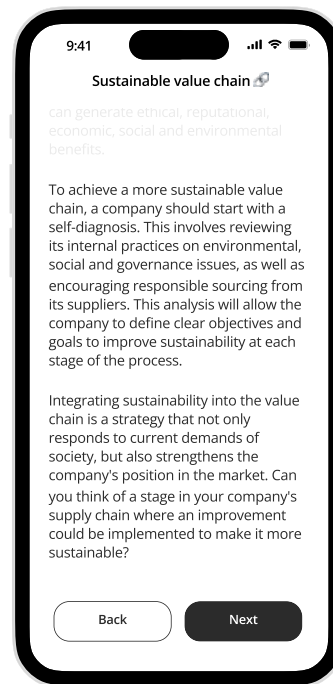 9:41
Sustainable value chain
can generate ethical, reputational,
economic, social and environmental
benefits.
To achieve a more sustainable value
chain, a company should start with a
self-diagnosis. This involves reviewing
its internal practices on environmental,
social and governance issues, as well as
encouraging responsible sourcing from
its suppliers. This analysis will allow the
company to define clear objectives and
goals to improve sustainability at each
stage of the process.
Integrating sustainability into the value
chain is a strategy that not only
responds to current demands of
society, but also strengthens the
company's position in the market. Can
you think of a stage in your company's
supply chain where an improvement
could be implemented to make it more
sustainable?
Back
Next